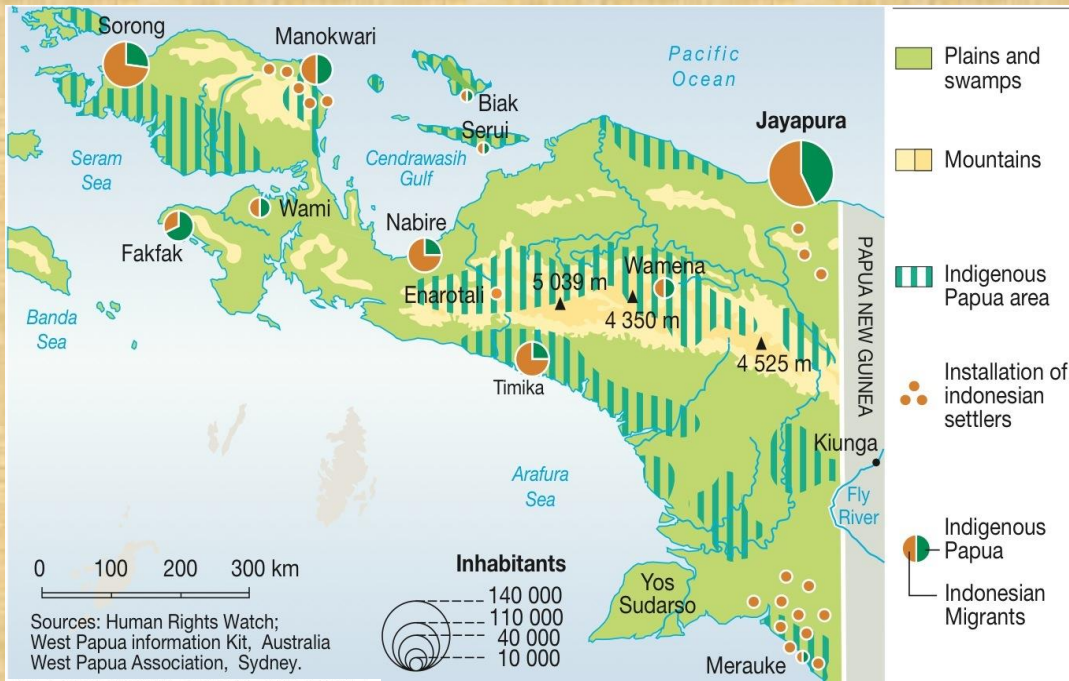 Sorong
Manokwari
Pacific
Ocean
Biak
Serui
Jayapura
Seram
Sea
Cendrawasih
Gulf
Wami
Fakfak
Nabire
Enarotali
5 039 m
Wamena
4 350 m
4 525 m
Banda
Sea
Timika
PAPUA NEW GUINEA
Arafura
Sea
Kiunga
Fly
River
Yos
Sudarso
Merauke
0 100 200 300 km
Sources: Human Rights Watch;
West Papua information Kit, Australia
West Papua Association, Sydney.
Inhabitants
140 000
110 000
40 000
10 000
Plains and
swamps
Mountains
Indigenous
Papua area
Installation of
indonesian
settlers
Indigenous
Papua
Indonesian
Migrants